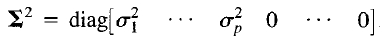 Σ² = diag[σ₁² ⋯ σₚ² 0 ⋯ 0]